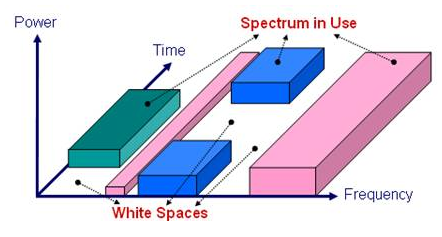 Power
Spectrum in Use
Time
Frequency
White Spaces